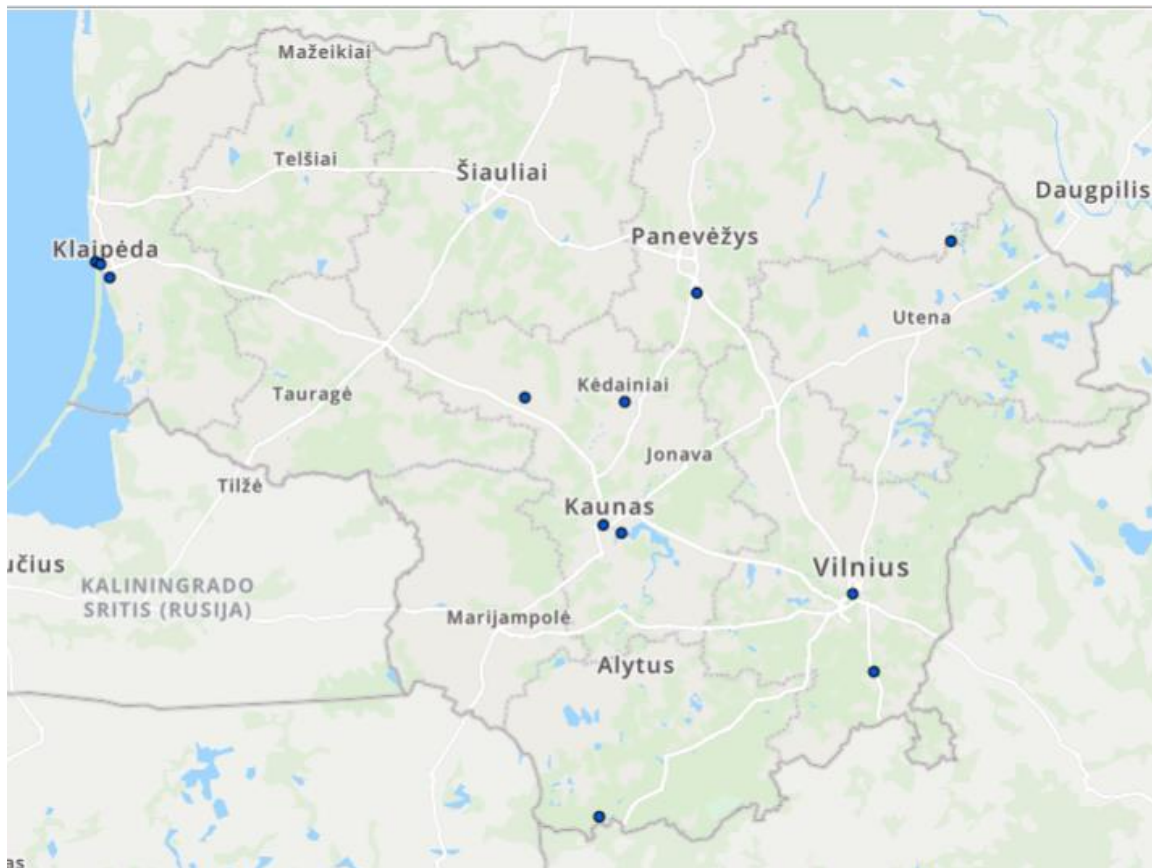 Mažeikiai
Telšiai
Šiauliai
Daugpilis
Panevėžys
Klaipėda
Utena
Kėdainiai
Tauragė
Jonava
Tilžė
Kaunas
učius
Vilnius
KALININGRADO
SRITIS (RUSIJA)
Marijampolė
Alytus
as